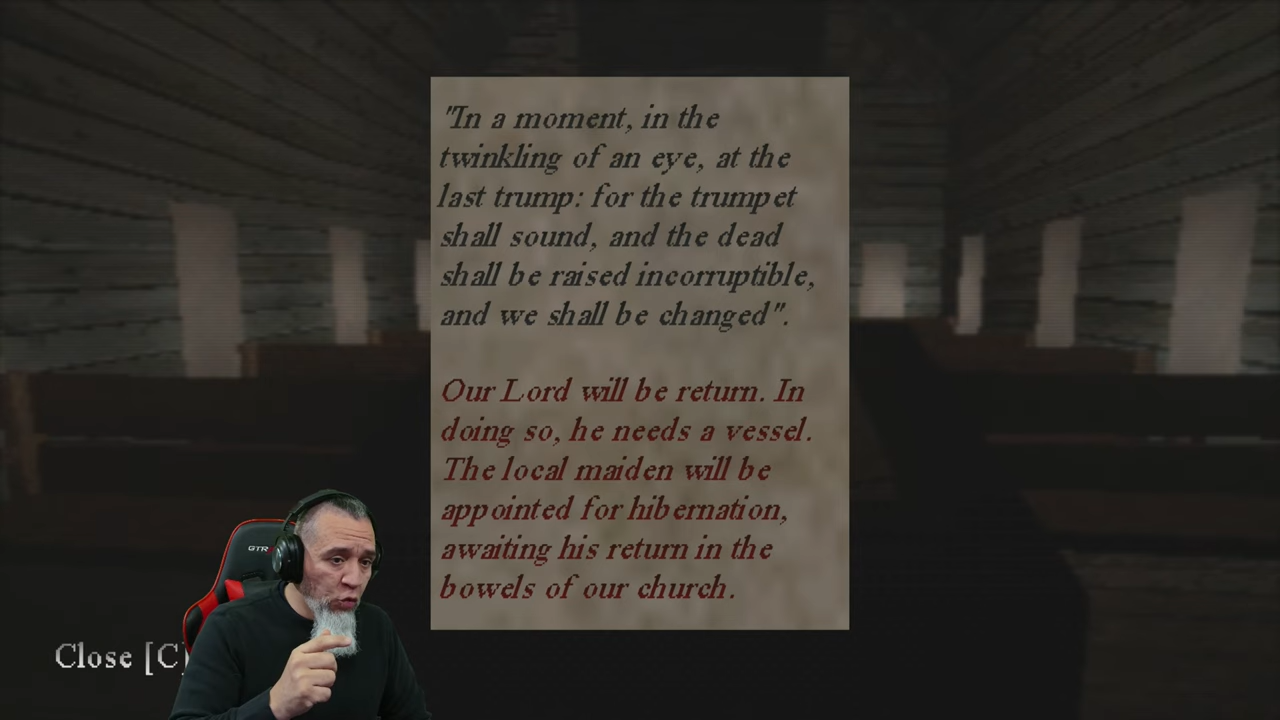 "In a moment, in the
twinkling of an eye, at the
last trump: for the trumpet
shall sound, and the dead
shall be raised incorruptible,
and we shall be changed".
Our Lord will be return. In
doing so, he needs a vessel.
The local maiden will be
appointed for hibernation,
awaiting his return in the
bowels of our church.
GTR
Close [C]